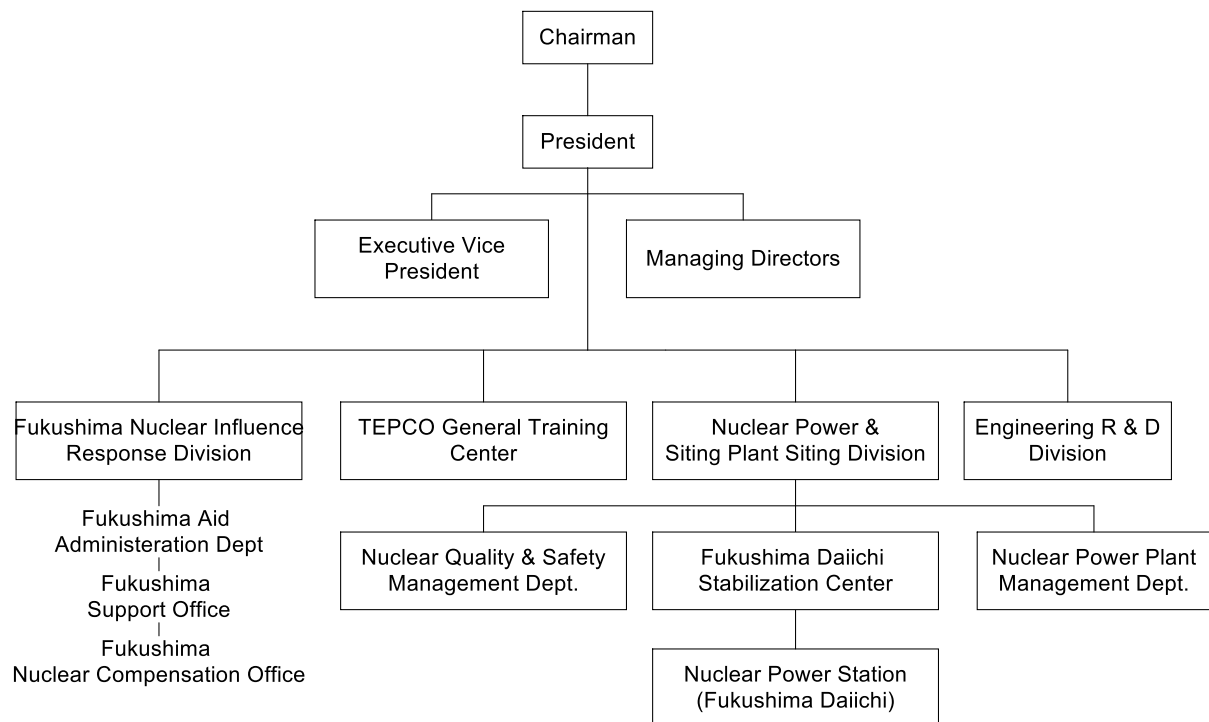 Chairman
President
Executive Vice
President
Managing Directors
Fukushima Nuclear Influence
Response Division
TEPCO General Training
Center
Nuclear Power &
Siting Plant Siting Division
Engineering R & D
Division
Fukushima Aid
Administeration Dept
Fukushima
Support Office
Fukushima
Nuclear Compensation Office
Nuclear Quality & Safety
Management Dept.
Fukushima Daiichi
Stabilization Center
Nuclear Power Plant
Management Dept.
Nuclear Power Station
(Fukushima Daiichi)